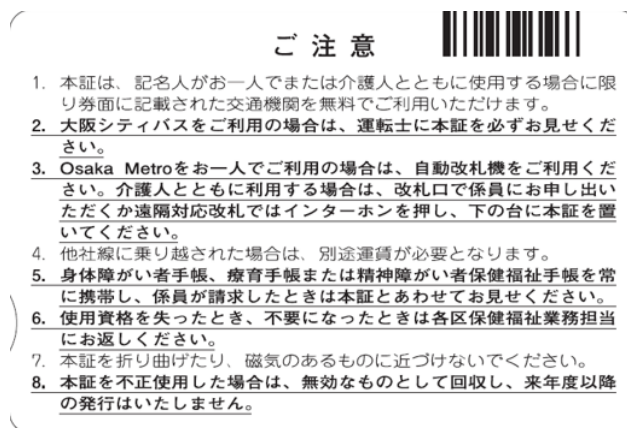 ご注意
1. 本証は、記名人がお一人でまたは介護人とともに使用する場合に限
り券面に記載された交通機関を無料でご利用いただけます。
2. 大阪シティバスをご利用の場合は、運転士に本証を必ずお見せくだ
さい。
3. Osaka Metroをお一人でご利用の場合は、自動改札機をご利用くだ
さい。介護人とともに利用する場合は、改札口で係員にお申し出い
ただくか遠隔対応改札ではインターホンを押し、下の台に本証を置
いてください。
4. 他社線に乗り越された場合は、別途運賃が必要となります。
5. 身体障がい者手帳、療育手帳または精神障がい者保健福祉手帳を常
に携帯し、係員が請求したときは本証とあわせてお見せください。
6. 使用資格を失ったとき、不要になったときは各区保健福祉業務担当
にお返しください。
7. 本証を折り曲げたり、磁気のあるものに近づけないでください。
8. 本証を不正使用した場合は、無効なものとして回収し、来年度以降
の発行はいたしません。